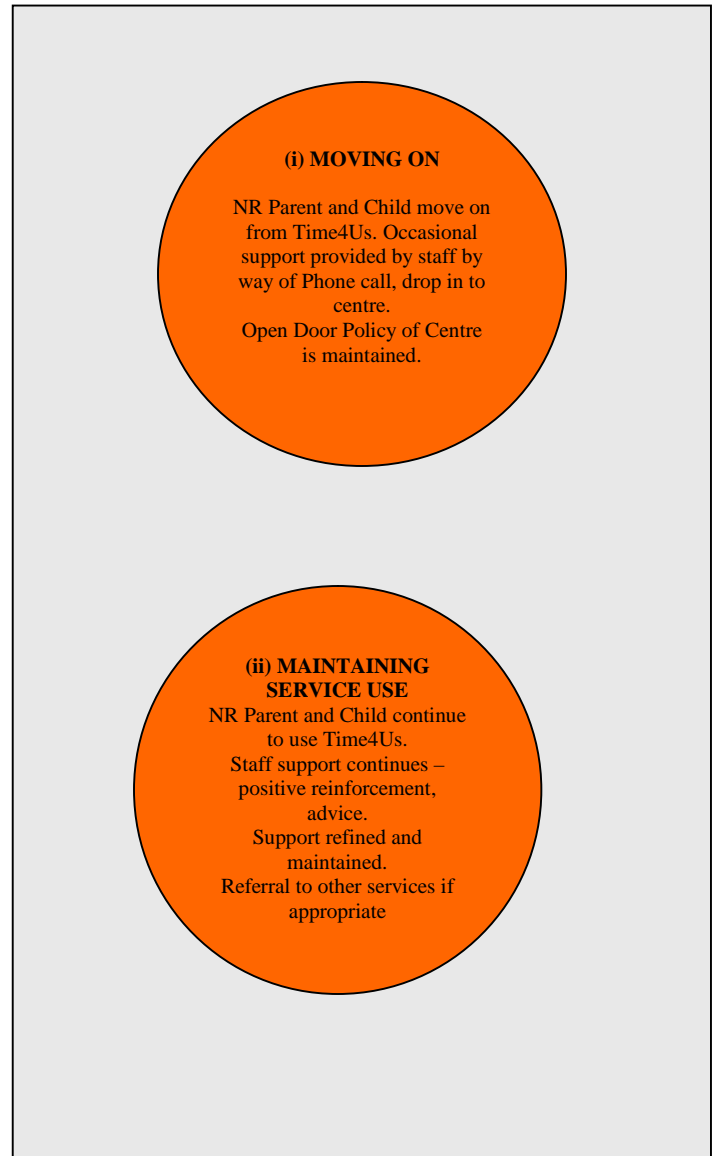 (i) MOVING ON
NR Parent and Child move on
from Time4Us. Occasional
support provided by staff by
way of Phone call, drop in to
centre.
Open Door Policy of Centre
is maintained.
(ii) MAINTAINING
SERVICE USE
NR Parent and Child continue
to use Time4Us.
Staff support continues –
positive reinforcement,
advice.
Support refined and
maintained.
Referral to other services if
appropriate